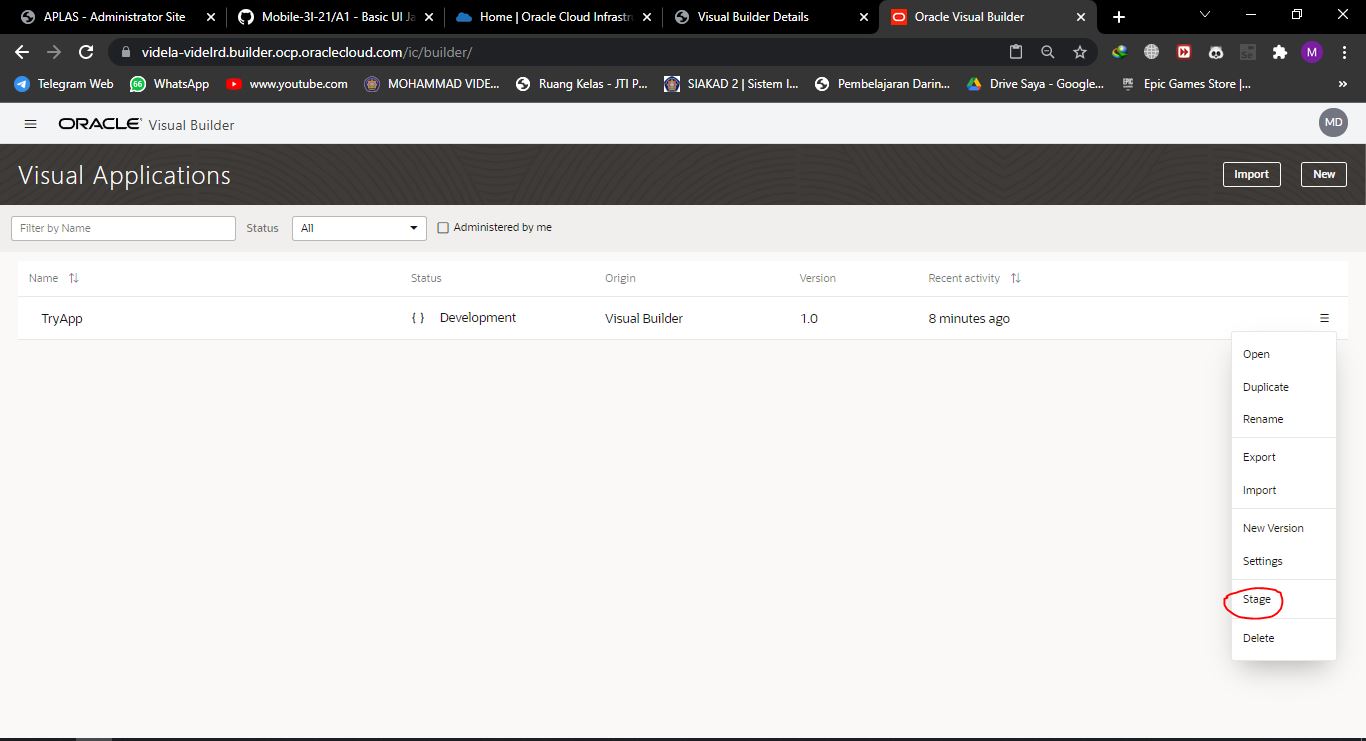 APLAS - Administrator Site
Mobile-3I-21/A1 - Basic UI Ja
Home | Oracle Cloud Infrastru
Visual Builder Details
Oracle Visual Builder
videla-videlrd.builder.ocp.oraclecloud.com/ic/builder/
M
Telegram Web
66
WhatsApp
www.youtube.com
MOHAMMAD VIDE...
Ruang Kelas - JTI P...
SIAKAD 2 | Sistem I...
Pembelajaran Darin...
Drive Saya - Google...
EPIC
Epic Games Store |...
»
ORACLE Visual Builder
MD
Visual Applications
Import
New
Filter by Name
Status
All
Administered by me
Name
Status
Origin
Version
Recent activity
TryApp
{ } Development
Visual Builder
1.0
8 minutes ago
Open
Duplicate
Rename
Export
Import
New Version
Settings
Stage
Delete